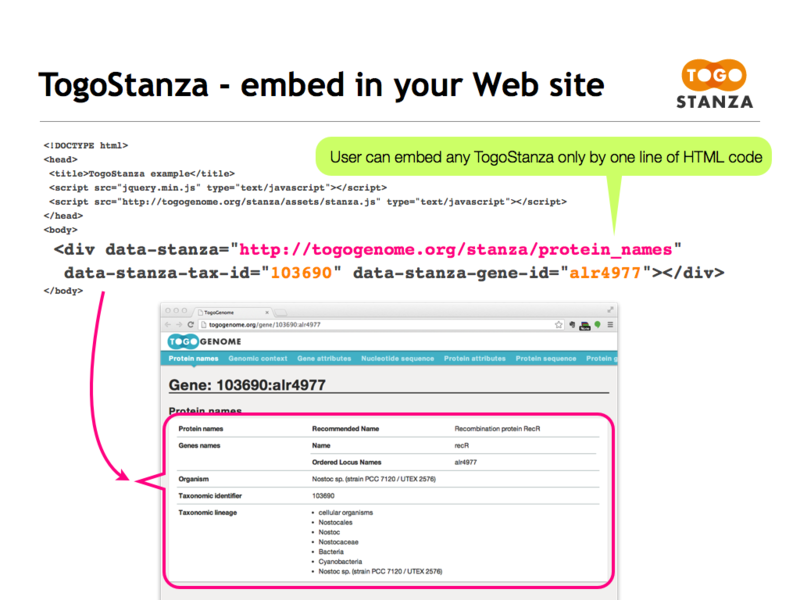 TogoStanza - embed in your Web site
TOGO
STANZA
<!DOCTYPE html>
<head>
<title>TogoStanza example</title>
<script src="jquery.min.js" type="text/javascript"></script>
<script src="http://togogenome.org/stanza/assets/stanza.js" type="text/javascript"></script>
</head>
<body>
User can embed any TogoStanza only by one line of HTML code
<div data-stanza="http://togogenome.org/stanza/protein_names"
data-stanza-tax-id="103690" data-stanza-gene-id="alr4977"></div>
</body>
TogoGenome
togogenome.org/gene/103690:alr4977
TOGO GENOME
Protein names Genomic context Gene attributes Nucleotide sequence Protein attributes Protein sequence Protein g
Gene: 103690:alr4977
Protein names
Protein names Recommended Name Recombination protein RecR
Genes names Name recR
Ordered Locus Names alr4977
Organism Nostoc sp. (strain PCC 7120 / UTEX 2576)
Taxonomic identifier 103690
Taxonomic lineage • cellular organisms
• Nostocales
• Nostoc
• Nostocaceae
• Bacteria
• Cyanobacteria
• Nostoc sp. (strain PCC 7120 / UTEX 2576)